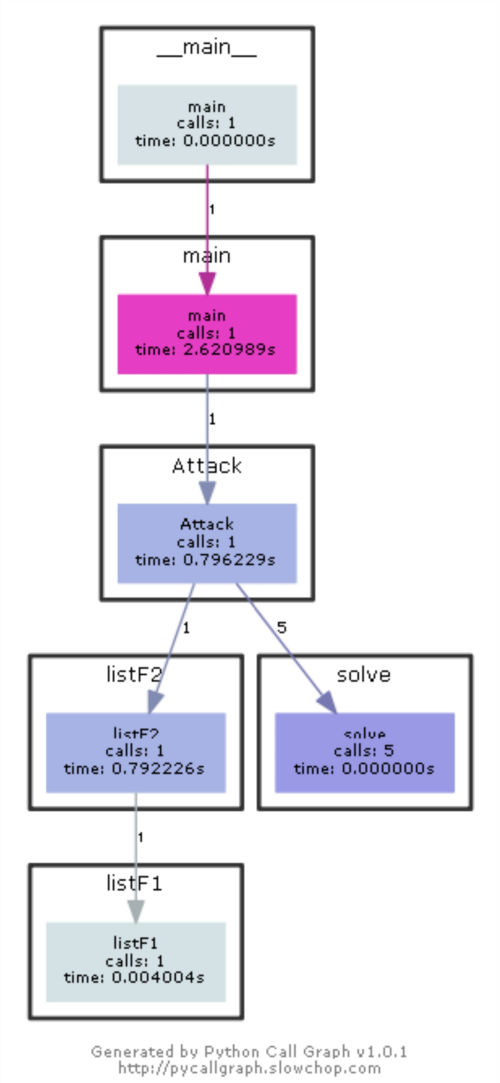 __main__
main
calls: 1
time: 0.000000s
1
main
main
calls: 1
time: 2.620989s
1
Attack
Attack
calls: 1
time: 0.796229s
1
5
listF2
solve
listF2
calls: 1
time: 0.792226s
solve
calls: 5
time: 0.000000s
1
listF1
listF1
calls: 1
time: 0.004004s
Generated by Python Call Graph v1.0.1
http://pycallgraph.slowchop.com